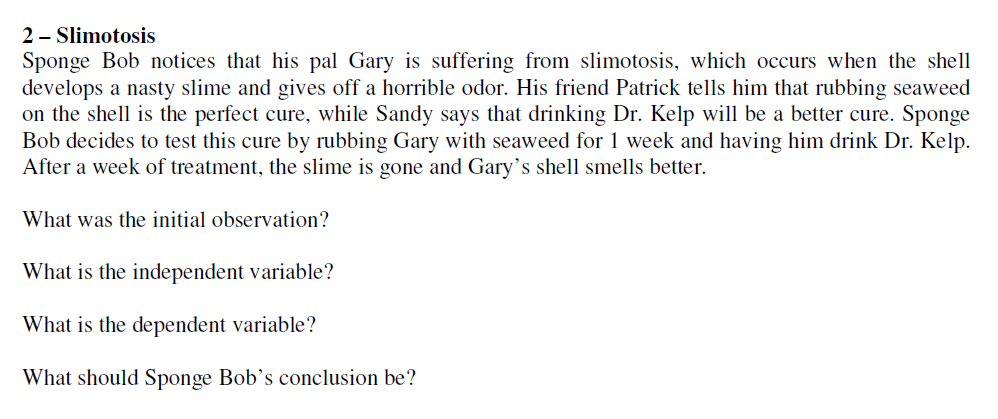 2 – Slimotosis
Sponge Bob notices that his pal Gary is suffering from slimotosis, which occurs when the shell
develops a nasty slime and gives off a horrible odor. His friend Patrick tells him that rubbing seaweed
on the shell is the perfect cure, while Sandy says that drinking Dr. Kelp will be a better cure. Sponge
Bob decides to test this cure by rubbing Gary with seaweed for 1 week and having him drink Dr. Kelp.
After a week of treatment, the slime is gone and Gary’s shell smells better.
What was the initial observation?
What is the independent variable?
What is the dependent variable?
What should Sponge Bob’s conclusion be?